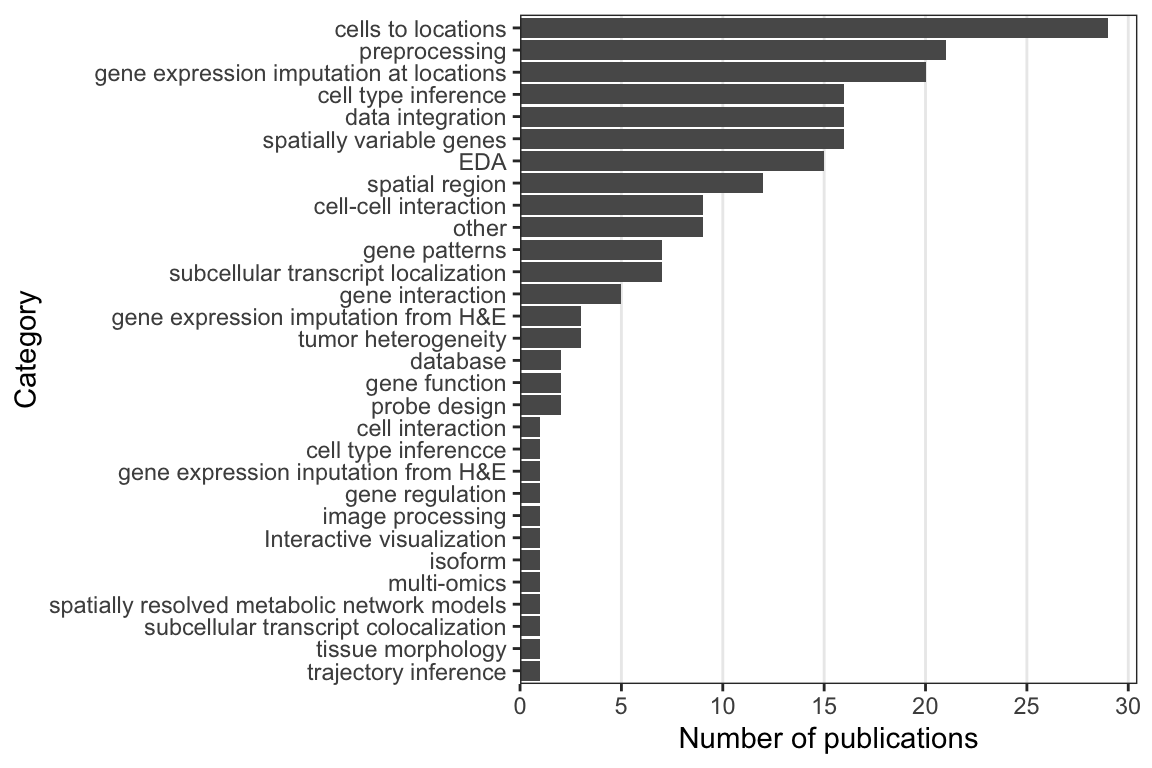 cells to locations
preprocessing
gene expression imputation at locations
cell type inference
data integration
spatially variable genes
EDA
spatial region
cell-cell interaction
other
gene patterns
subcellular transcript localization
gene interaction
gene expression imputation from H&E
tumor heterogeneity
database
gene function
probe design
cell interaction
cell type inferencce
gene expression inputation from H&E
gene regulation
image processing
Interactive visualization
isoform
multi-omics
spatially resolved metabolic network models
subcellular transcript colocalization
tissue morphology
trajectory inference
Category
0 5 10 15 20 25 30
Number of publications